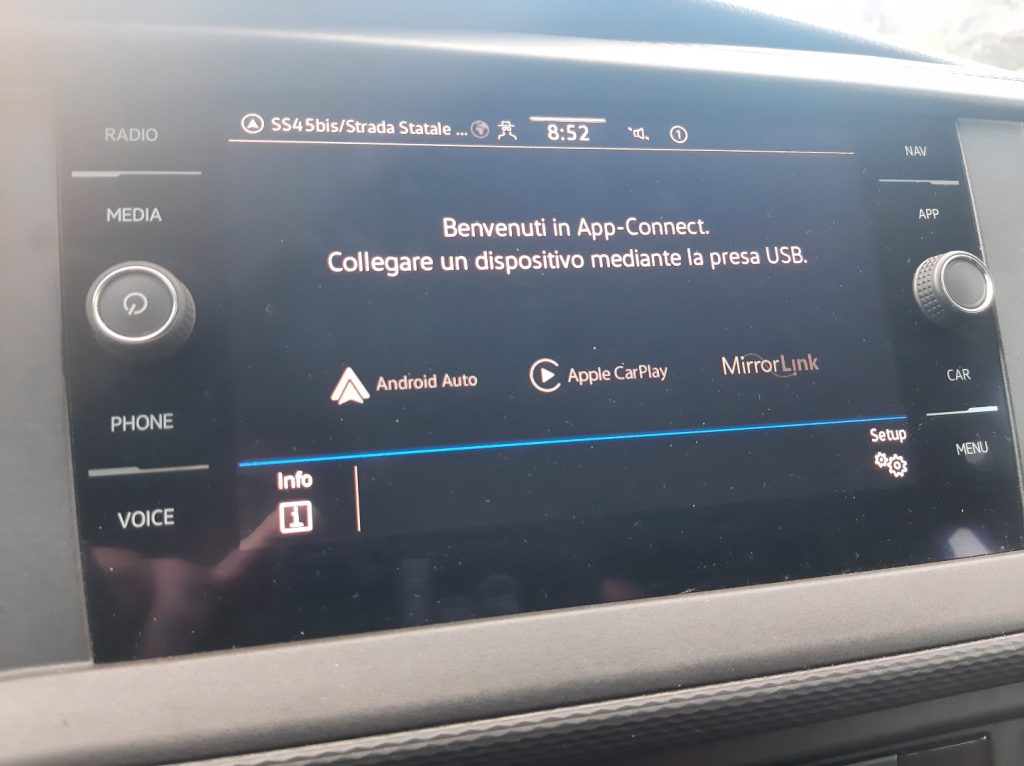 SS45bis/Strada Statale ... 8:52 1
RADIO
MEDIA
PHONE
VOICE
Benvenuti in App-Connect.
Collegare un dispositivo mediante la presa USB.
Android Auto
Apple CarPlay
MirrorLink
Info
i
Setup
NAV
APP
CAR
MENU